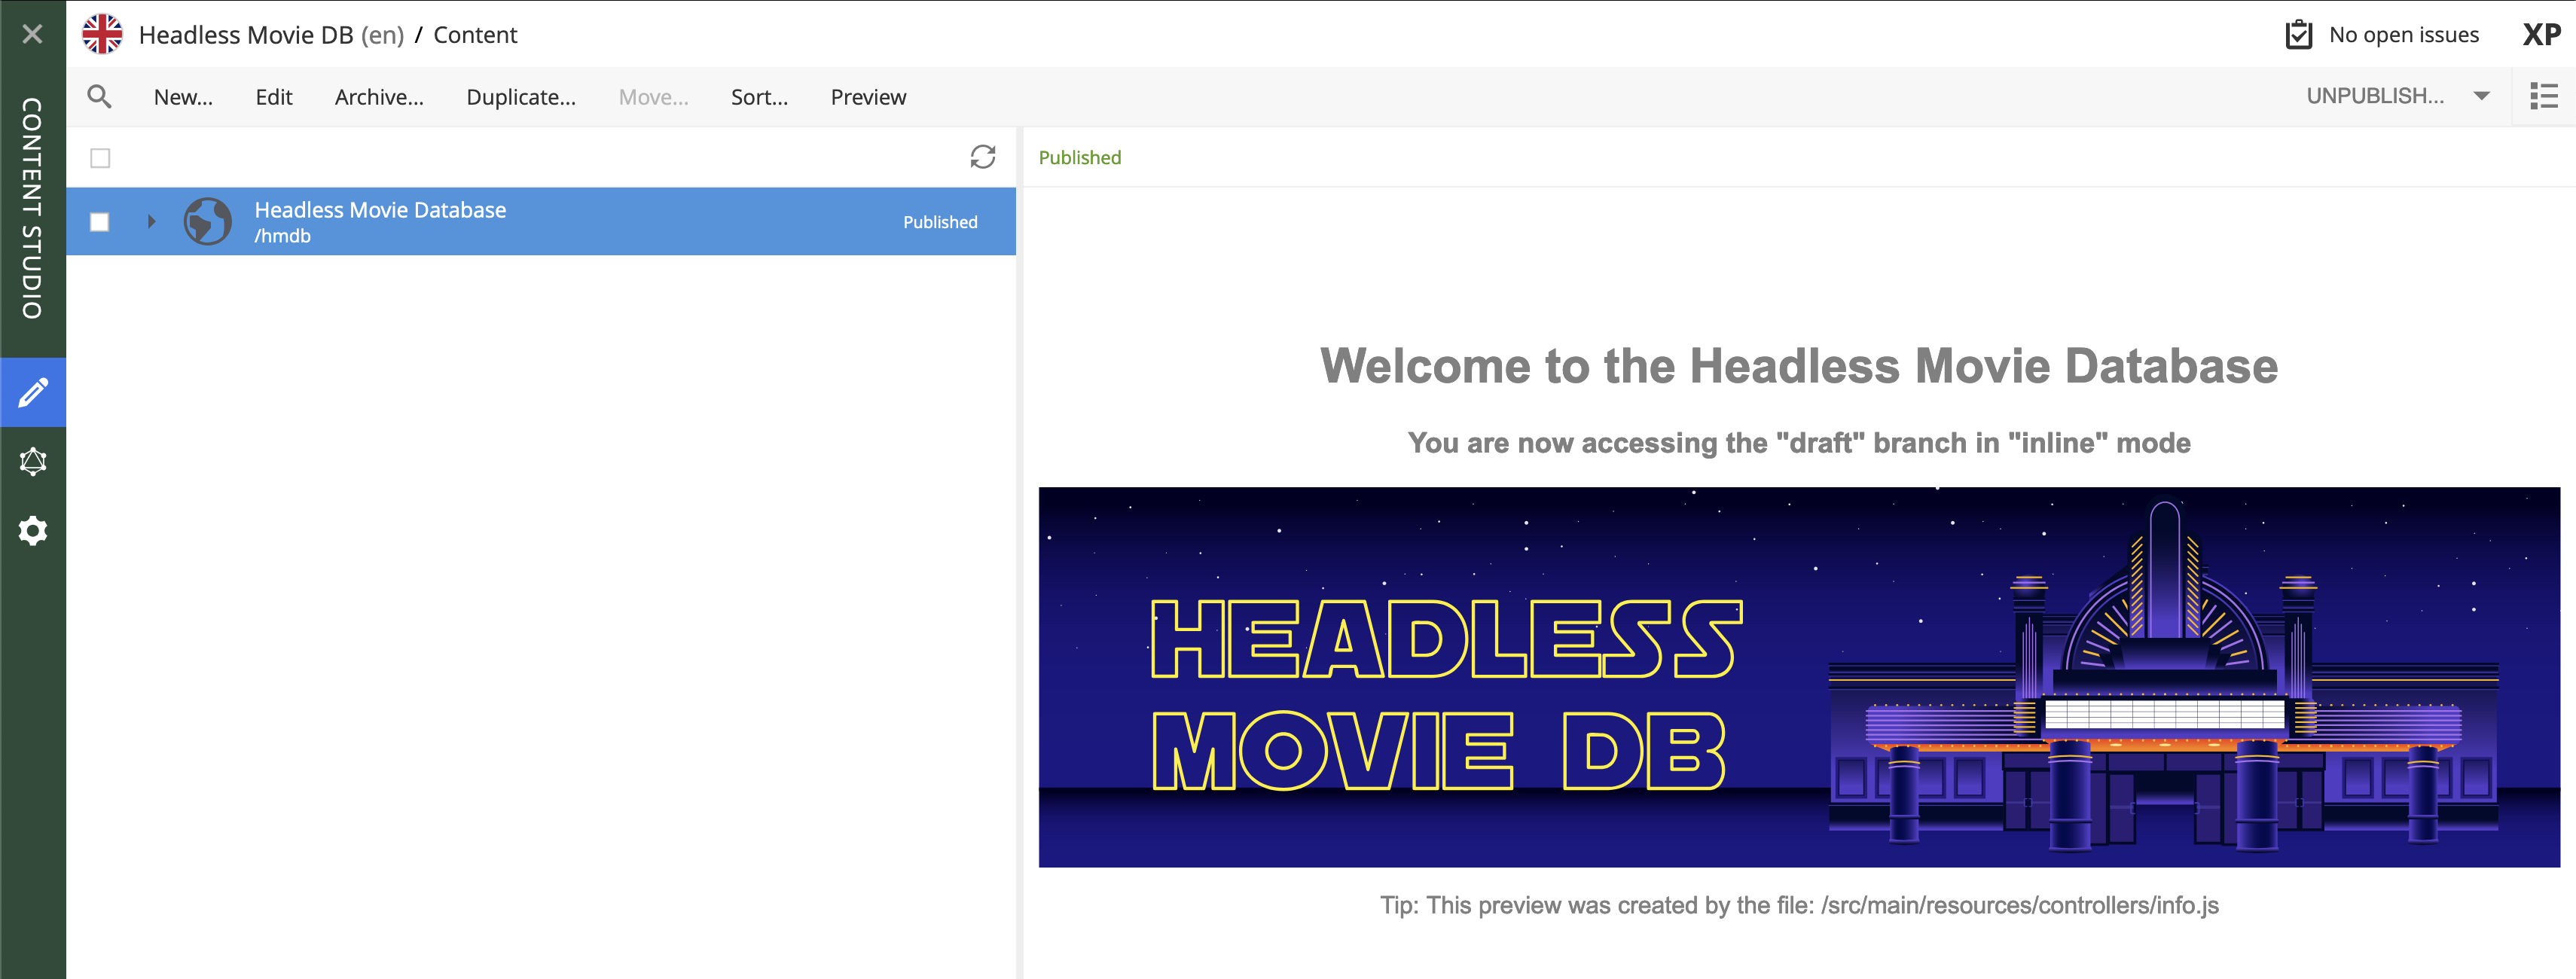 Headless Movie DB (en) / Content
No open issues
XP
CONTENT STUDIO
New...
Edit
Archive...
Duplicate...
Move...
Sort...
Preview
UNPUBLISH...
Headless Movie Database
/hmdb
Published
Published
Welcome to the Headless Movie Database
You are now accessing the "draft" branch in "inline" mode
HEADLESS
MOVIE DB
Tip: This preview was created by the file: /src/main/resources/controllers/info.js